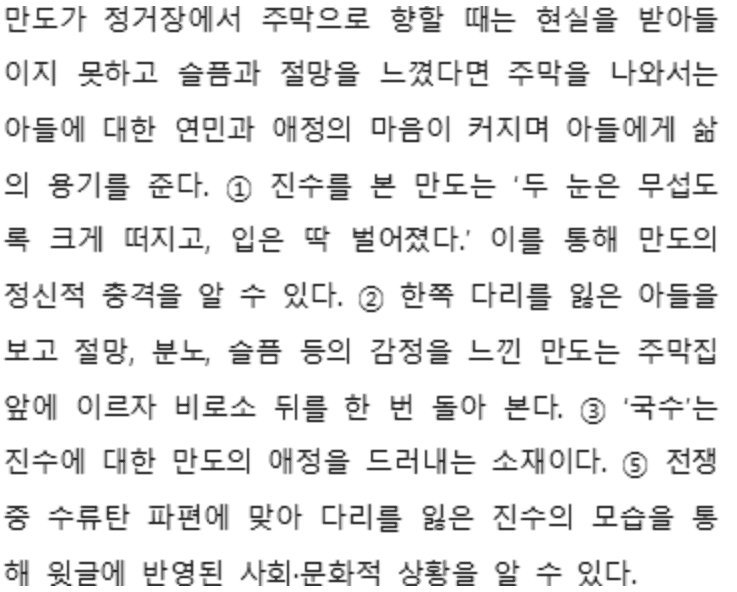 만도가 정거장에서 주막으로 향할 때는 현실을 받아들
이지 못하고 슬픔과 절망을 느꼈다면 주막을 나와서는
아들에 대한 연민과 애정의 마음이 커지며 아들에게 삶
의 용기를 준다. ① 진수를 본 만도는 ‘두 눈은 무섭도
록 크게 떠지고, 입은 딱 벌어졌다.’ 이를 통해 만도의
정신적 충격을 알 수 있다. ② 한쪽 다리를 잃은 아들을
보고 절망, 분노, 슬픔 등의 감정을 느낀 만도는 주막집
앞에 이르자 비로소 뒤를 한 번 돌아 본다. ③ ‘국수’는
진수에 대한 만도의 애정을 드러내는 소재이다. ⑤ 전쟁
중 수류탄 파편에 맞아 다리를 잃은 진수의 모습을 통
해 윗글에 반영된 사회·문화적 상황을 알 수 있다.